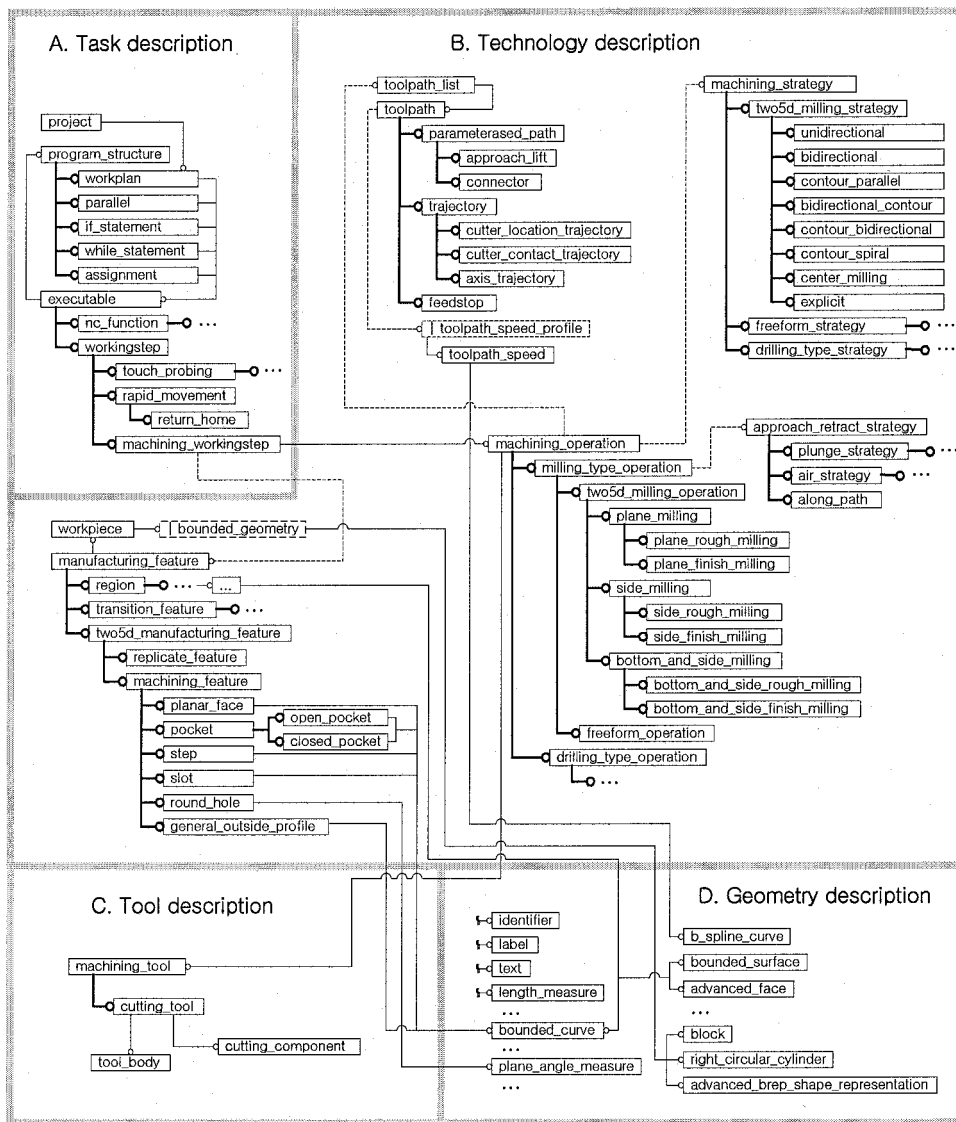 A. Task description
project
program_structure
workplan
parallel
if_statement
while_statement
assignment
executable
nc_function
...
workingstep
touch_probing
...
rapid_movement
return_home
machining_workingstep
B. Technology description
toolpath_list
toolpath
parameterased_path
approach_lift
connector
trajectory
cutter_location_trajectory
cutter_contact_trajectory
axis_trajectory
feedstop
toolpath_speed_profile
toolpath_speed
machining_strategy
two5d_milling_strategy
unidirectional
bidirectional
contour_parallel
bidirectional_contour
contour_bidirectional
contour_spiral
center_milling
explicit
freeform_strategy
...
drilling_type_strategy
...
machining_operation
milling_type_operation
two5d_milling_operation
plane_milling
plane_rough_milling
plane_finish_milling
side_milling
side_rough_milling
side_finish_milling
bottom_and_side_milling
bottom_and_side_rough_milling
bottom_and_side_finish_milling
freeform_operation
drilling_type_operation
...
approach_retract_strategy
plunge_strategy
...
air_strategy
...
along_path
workpiece
bounded_geometry
manufacturing_feature
region
...
...
transition_feature
...
two5d_manufacturing_feature
replicate_feature
machining_feature
planar_face
pocket
open_pocket
closed_pocket
step
slot
round_hole
general_outside_profile
C. Tool description
machining_tool
cutting_tool
cutting_component
tool_body
D. Geometry description
identifier
label
text
length_measure
...
bounded_curve
...
plane_angle_measure
...
b_spline_curve
bounded_surface
advanced_face
...
block
right_circular_cylinder
advanced_brep_shape_representation